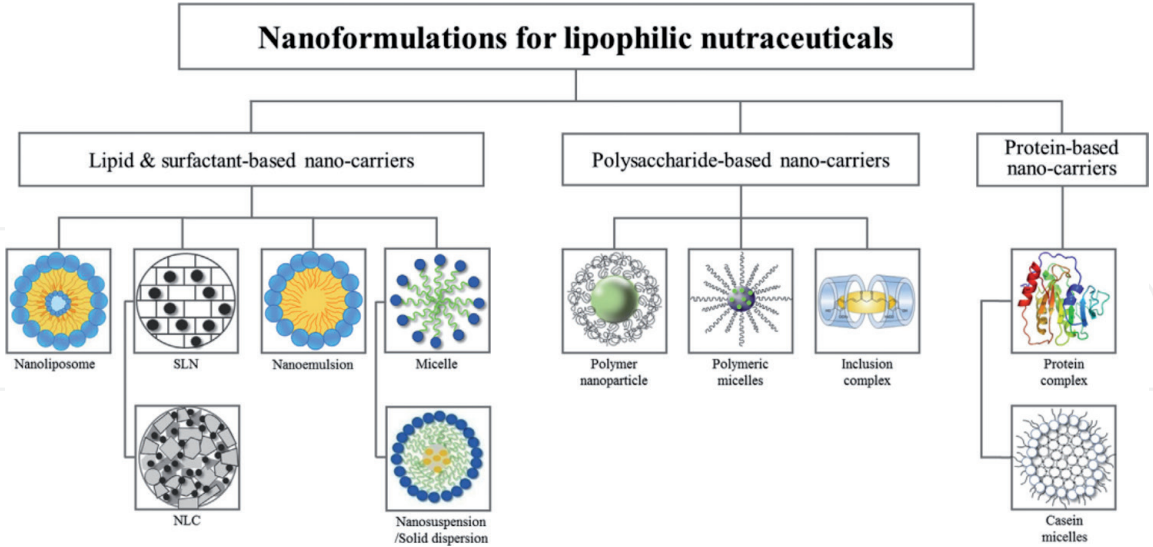 Nanoformulations for lipophilic nutraceuticals
Lipid & surfactant-based nano-carriers
Polysaccharide-based nano-carriers
Protein-based
nano-carriers
Nanoliposome
SLN
Nanoemulsion
Micelle
Polymer
nanoparticle
Polymeric
micelles
Inclusion
complex
Protein
complex
NLC
Nanosuspension
/Solid dispersion
Casein
micelles